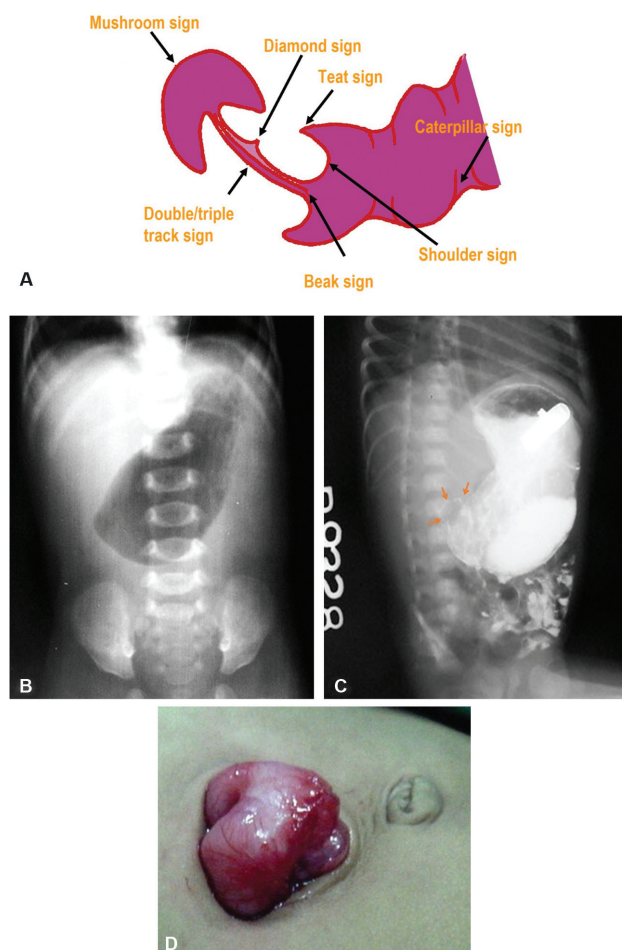 Mushroom sign
Diamond sign
Teat sign
Caterpillar sign
Double/triple
track sign
Shoulder sign
Beak sign
A
B
C
D